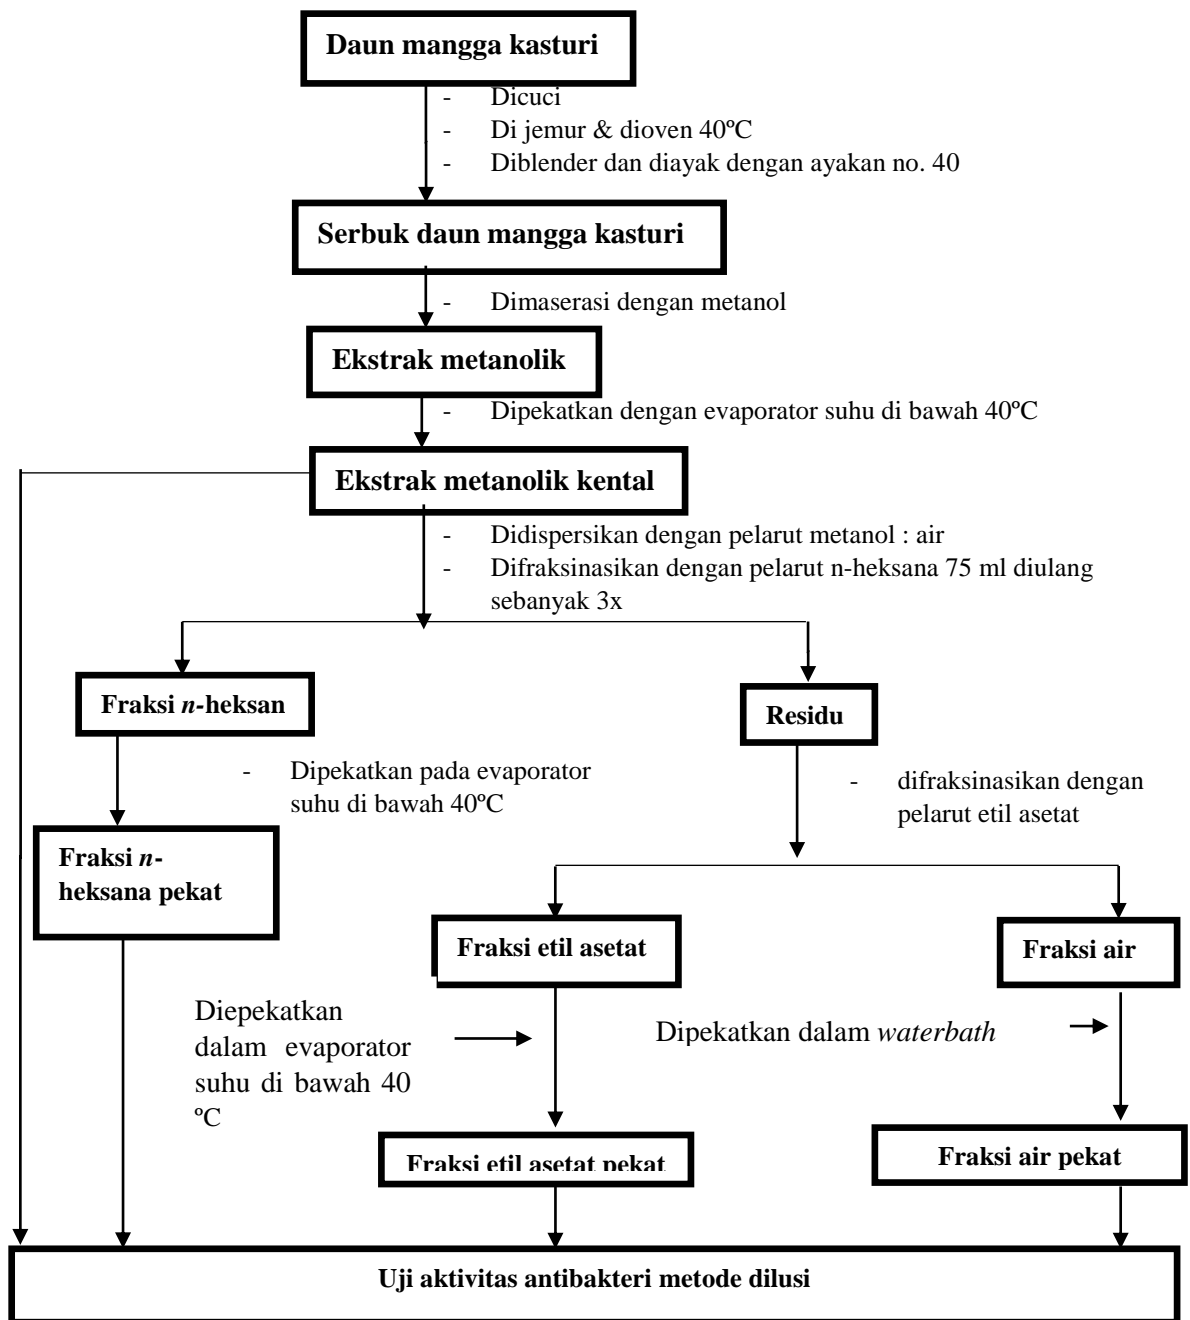 Daun mangga kasturi
- Dicuci
- Di jemur & dioven 40ºC
- Diblender dan diayak dengan ayakan no. 40
Serbuk daun mangga kasturi
- Dimaserasi dengan metanol
Ekstrak metanolik
- Dipekatkan dengan evaporator suhu di bawah 40ºC
Ekstrak metanolik kental
- Didispersikan dengan pelarut metanol : air
- Difraksinasikan dengan pelarut n-heksana 75 ml diulang
sebanyak 3x
Fraksi n-heksan
Residu
- Dipekatkan pada evaporator
suhu di bawah 40ºC
- difraksinasikan dengan
pelarut etil asetat
Fraksi n-
heksana pekat
Fraksi etil asetat
Fraksi air
Diepekatkan
dalam evaporator
suhu di bawah 40
ºC
Dipekatkan dalam waterbath
Fraksi etil asetat pekat
Fraksi air pekat
Uji aktivitas antibakteri metode dilusi